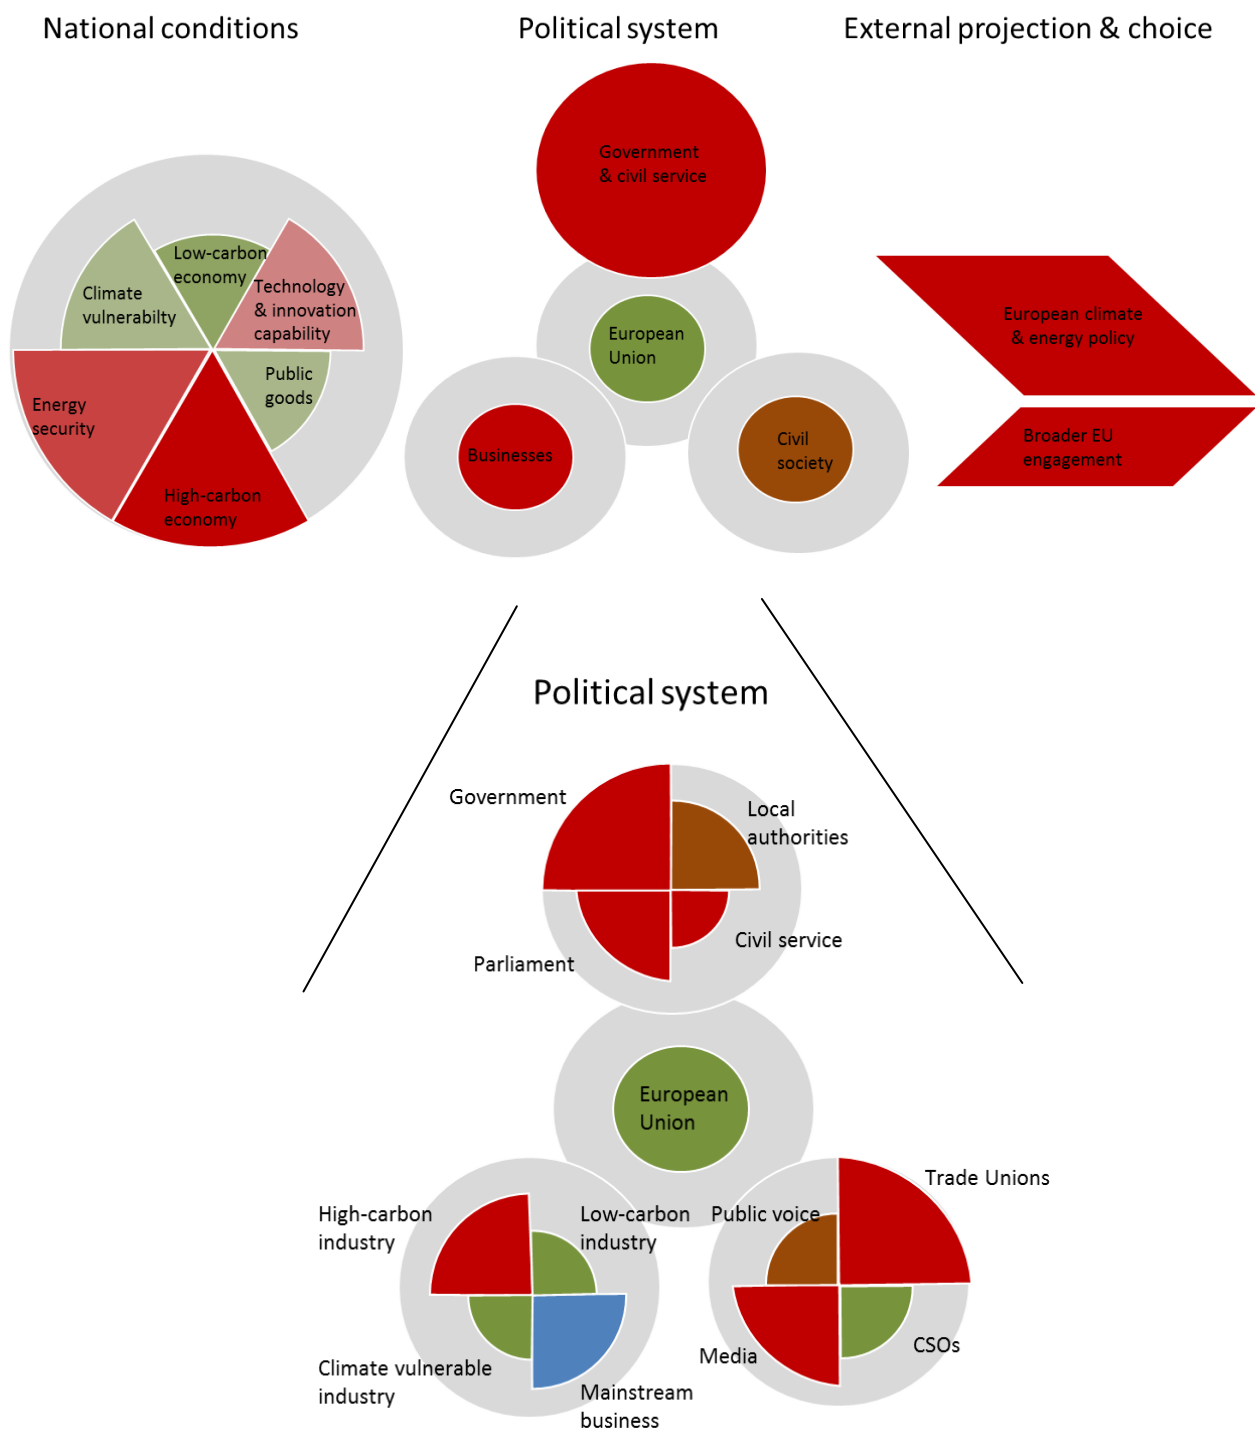 National conditions
Political system
External projection & choice
Government
& civil service
Low-carbon
economy
Climate
vulnerabilty
Technology
& innovation
capability
Public
goods
Energy
security
High-carbon
economy
European
Union
Businesses
Civil
society
European climate
& energy policy
Broader EU
engagement
Political system
Government
Local
authorities
Civil service
Parliament
European
Union
High-carbon
industry
Low-carbon
industry
Climate vulnerable
industry
Mainstream
business
Public voice
Trade Unions
Media
CSOs